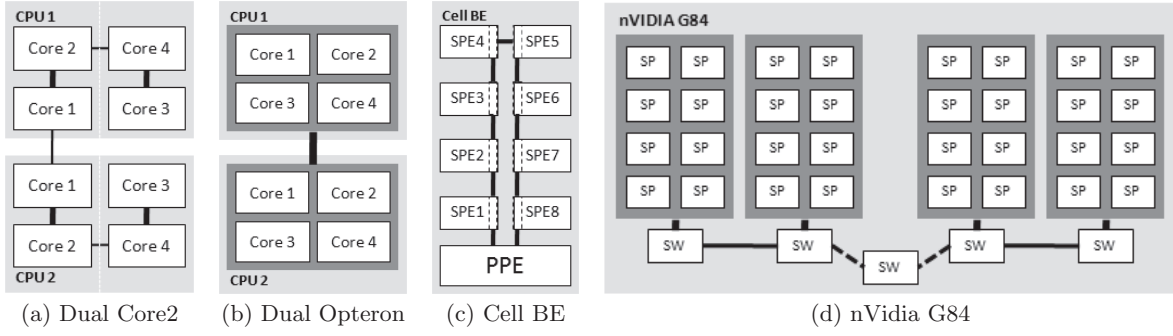 CPU 1
Core 2 Core 4
Core 1 Core 3
Core 1 Core 3
Core 2 Core 4
CPU 2
(a) Dual Core2
CPU 1
Core 1 Core 2
Core 3 Core 4
Core 1 Core 2
Core 3 Core 4
CPU 2
(b) Dual Opteron
Cell BE
SPE4 SPE5
SPE3 SPE6
SPE2 SPE7
SPE1 SPE8
PPE
(c) Cell BE
nVIDIA G84
SP SP SP SP SP SP SP SP
SP SP SP SP SP SP SP SP
SP SP SP SP SP SP SP SP
SP SP SP SP SP SP SP SP
SW SW SW SW
SW
(d) nVidia G84